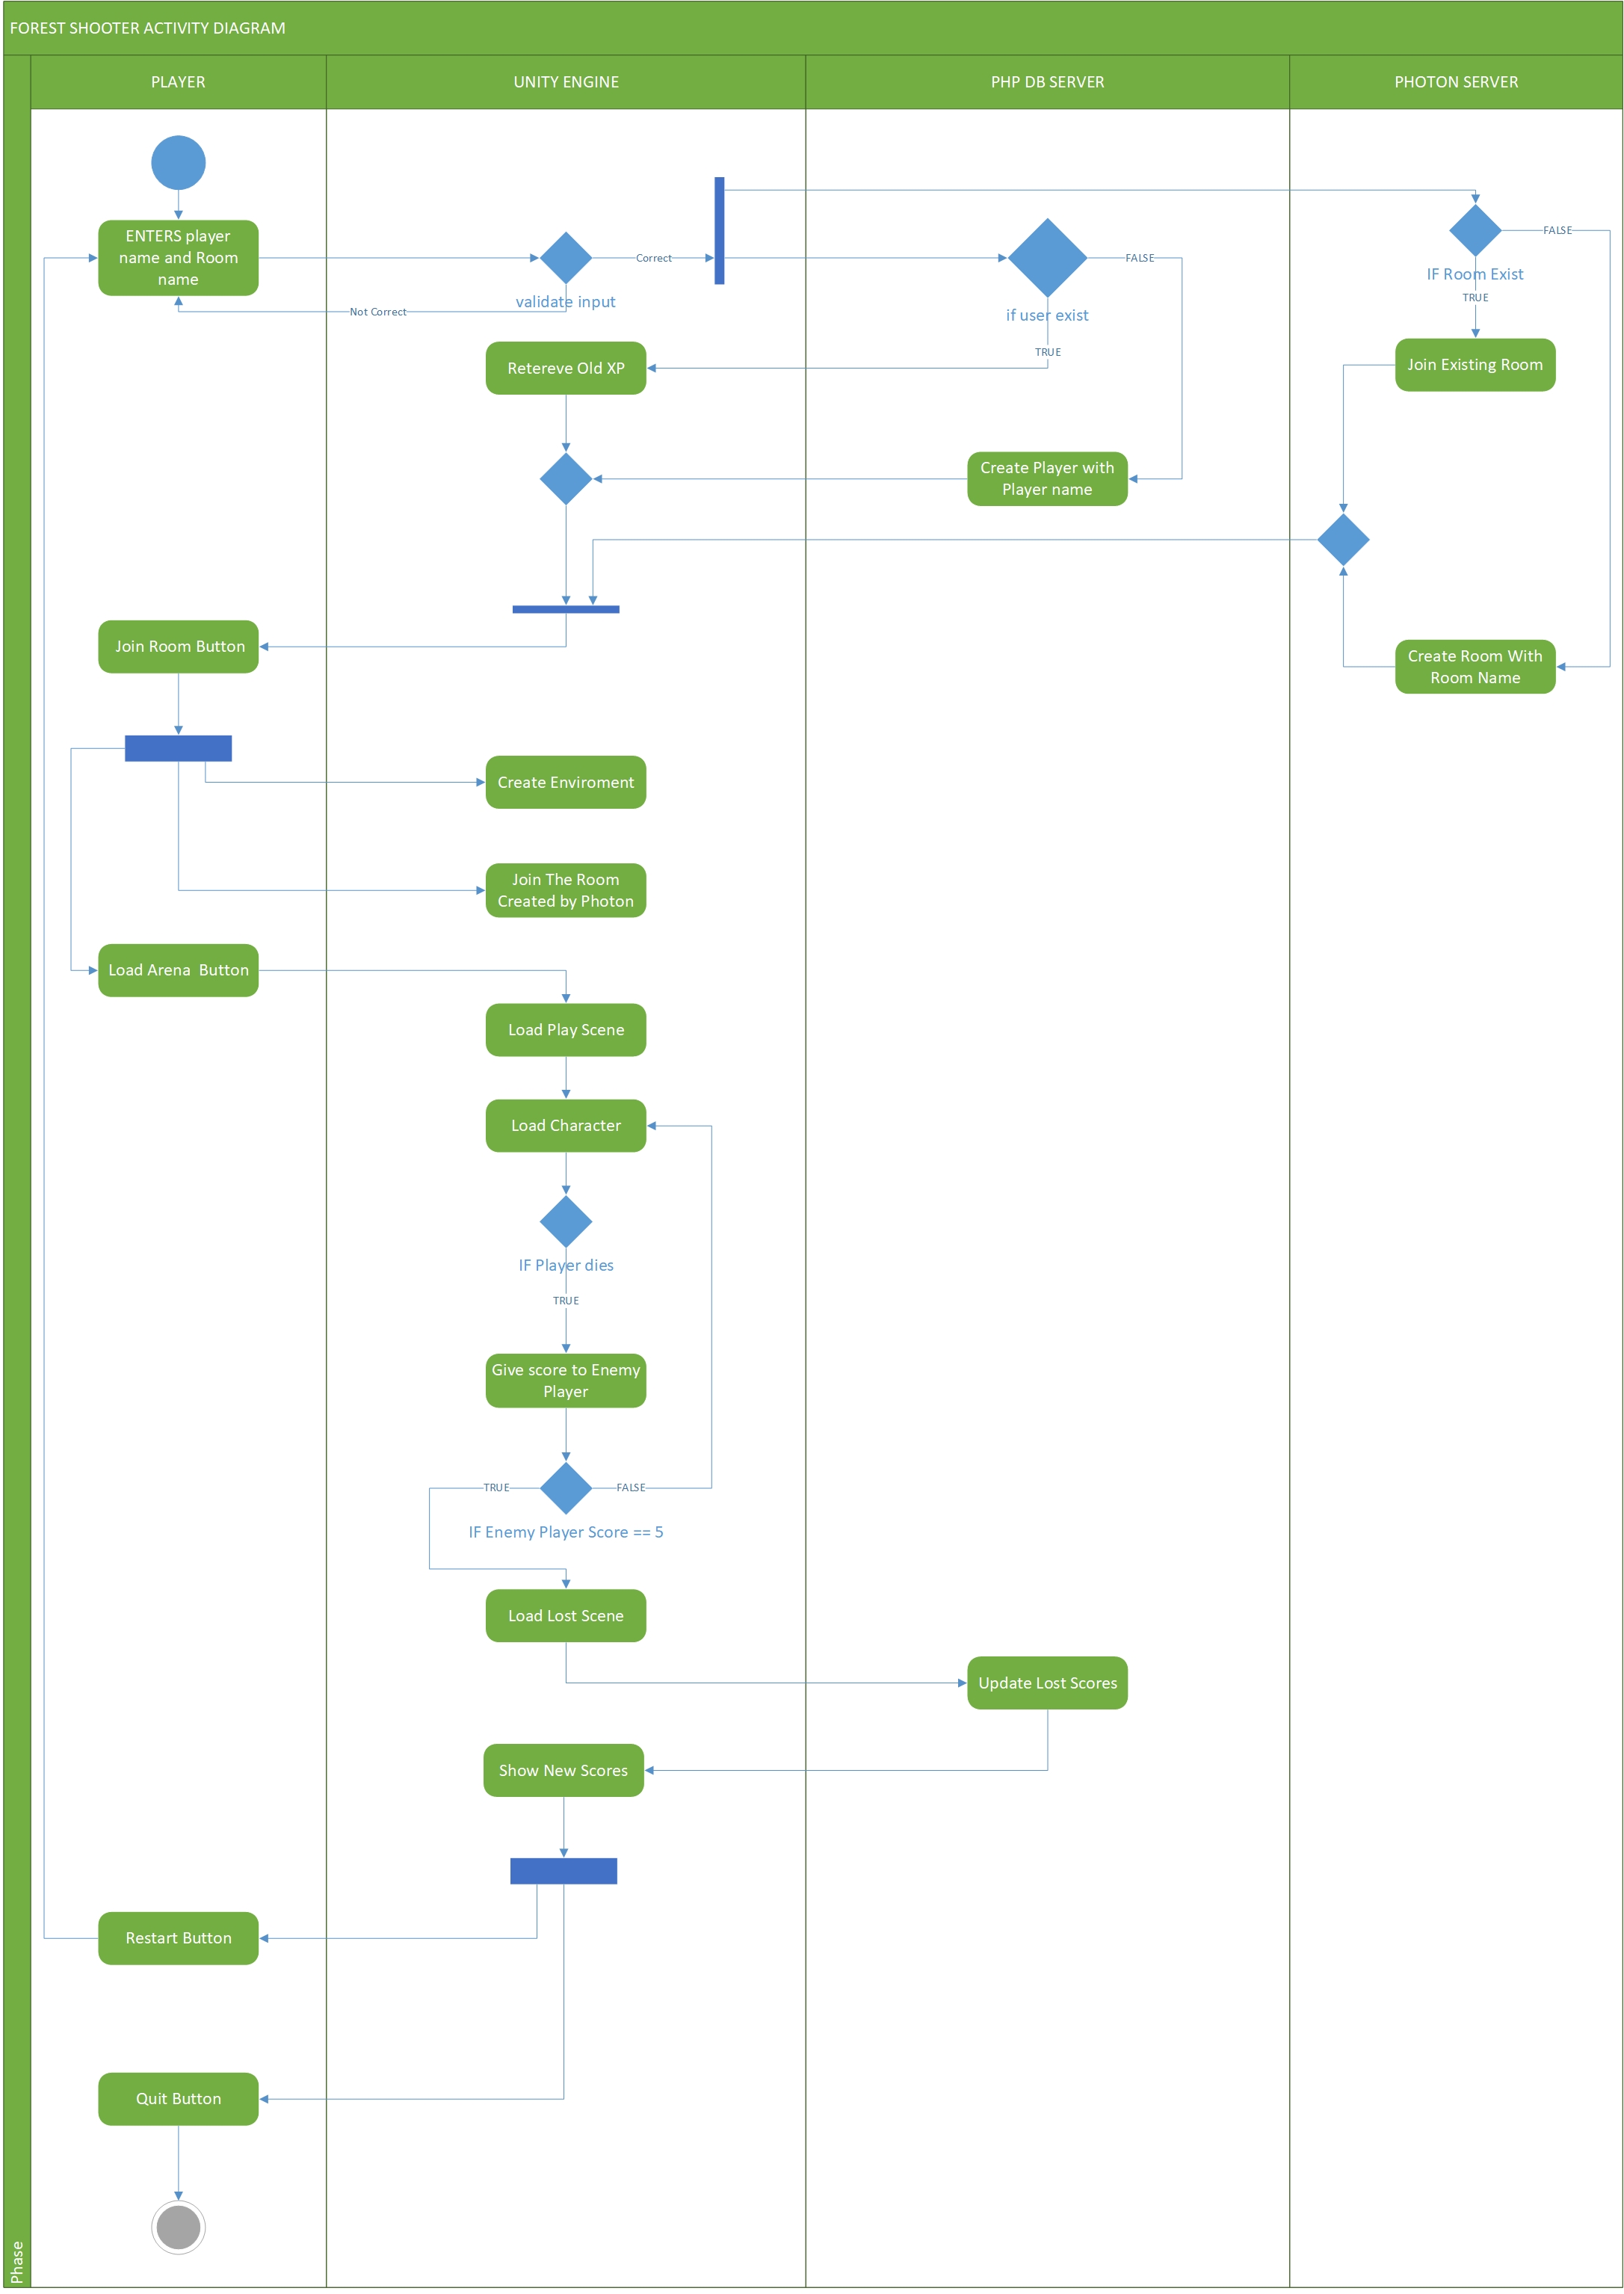 FOREST SHOOTER ACTIVITY DIAGRAM
PLAYER
UNITY ENGINE
PHP DB SERVER
PHOTON SERVER
ENTERS player
name and Room
name
Correct
validate input
Not Correct
FALSE
if user exist
TRUE
FALSE
IF Room Exist
TRUE
Retereve Old XP
Join Existing Room
Create Player with
Player name
Join Room Button
Create Room With
Room Name
Create Enviroment
Join The Room
Created by Photon
Load Arena Button
Load Play Scene
Load Character
IF Player dies
TRUE
Give score to Enemy
Player
TRUE
FALSE
IF Enemy Player Score == 5
Load Lost Scene
Update Lost Scores
Show New Scores
Restart Button
Quit Button
Phase